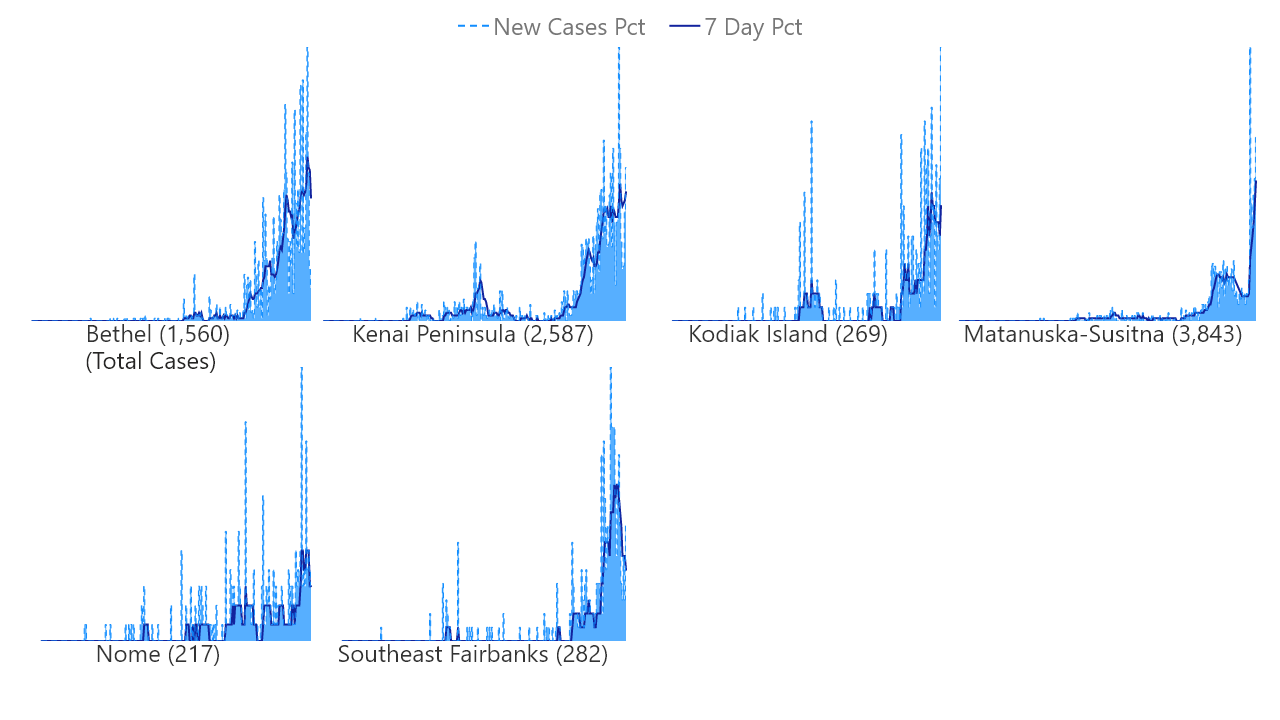 New Cases Pct 7 Day Pct
Bethel (1,560) Kenai Peninsula (2,587) Kodiak Island (269) Matanuska-Susitna (3,843)
(Total Cases)
Nome (217) Southeast Fairbanks (282)